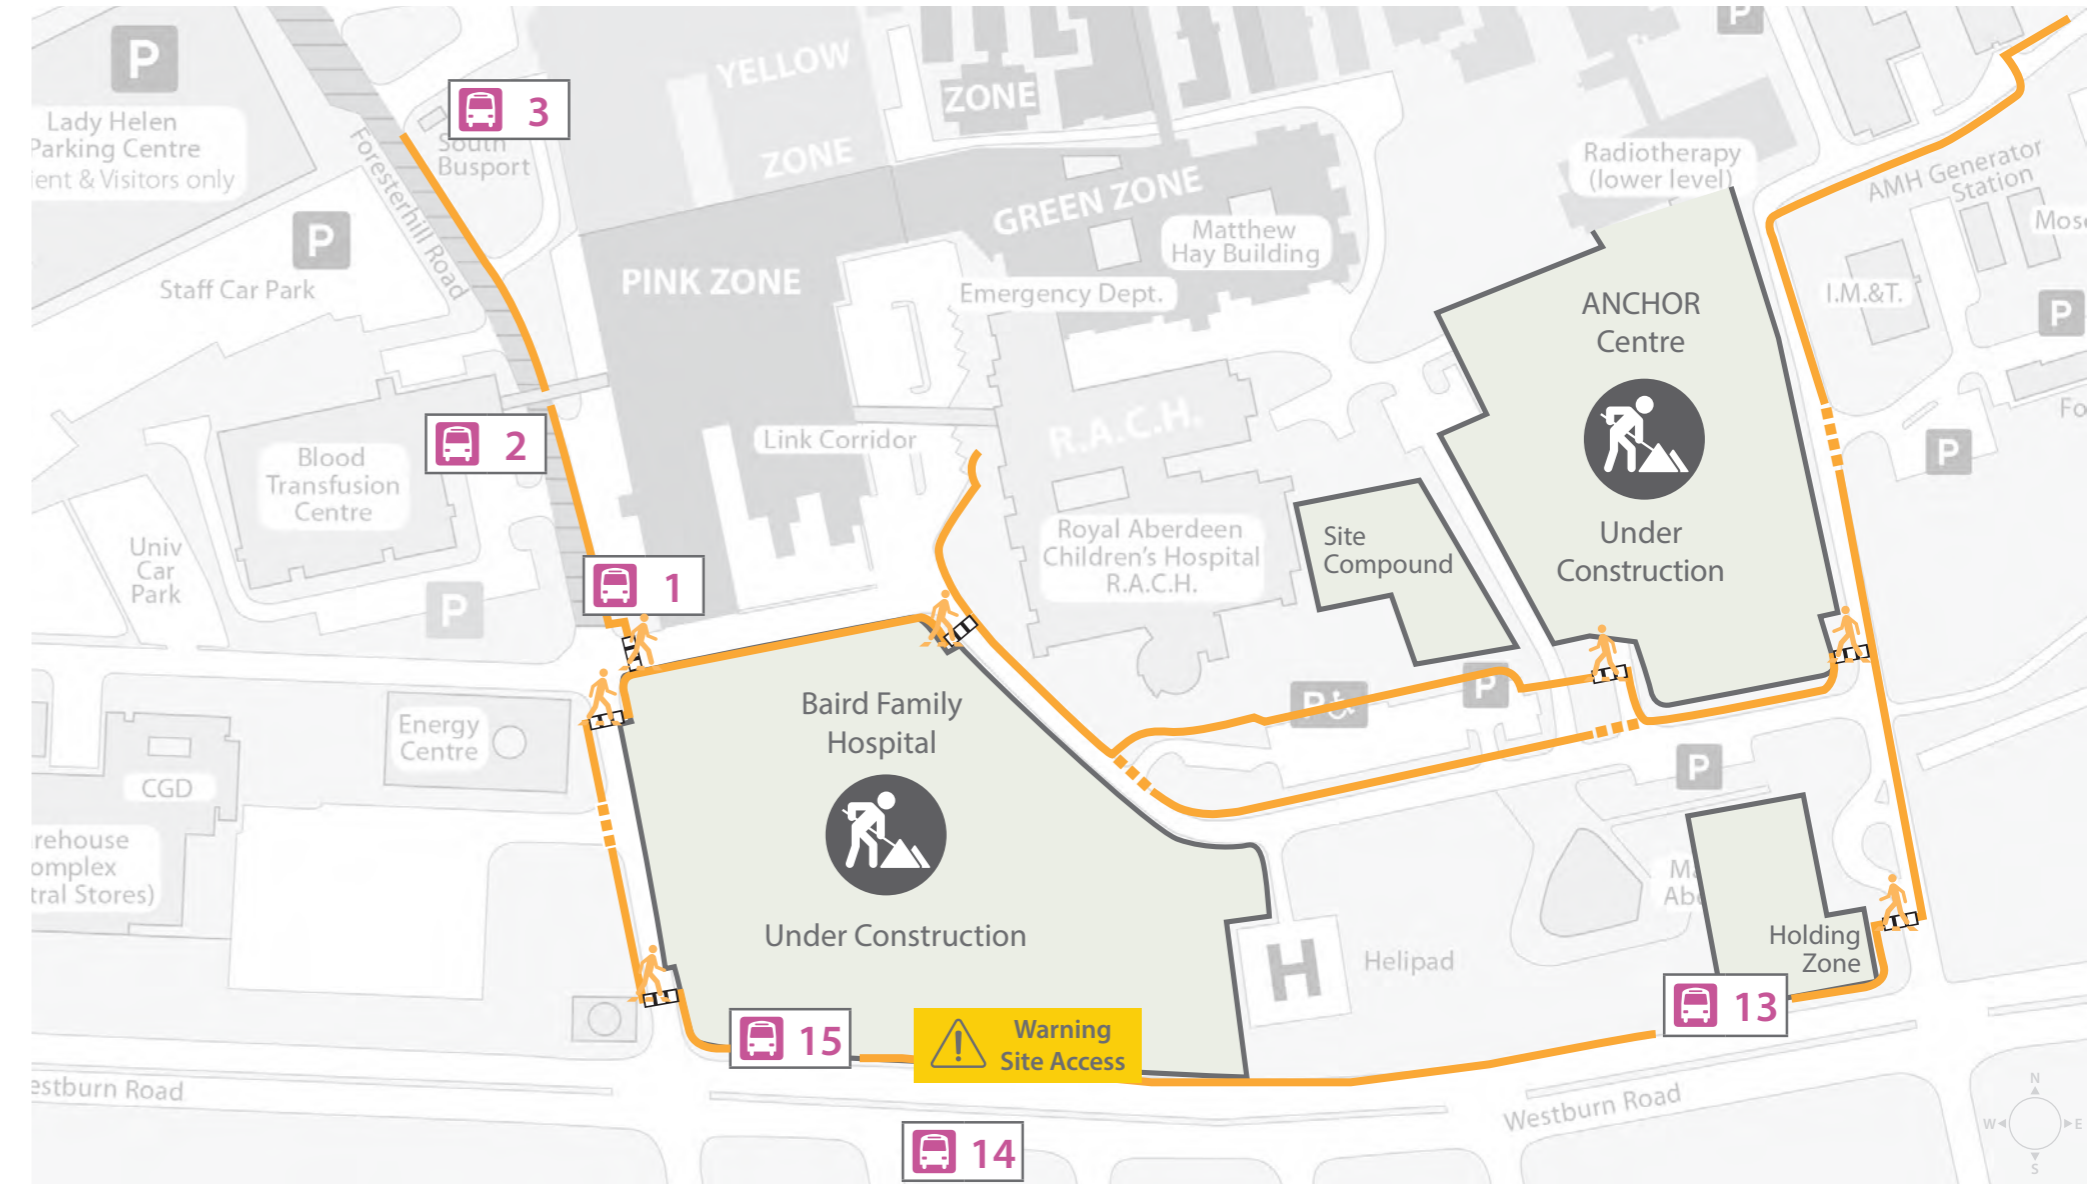 P
Lady Helen
Parking Centre
ient & Visitors only
3
South
Busport
Foresterhill Road
P
Staff Car Park
YELLOW
ZONE
ZONE
PINK ZONE
GREEN ZONE
Matthew
Hay Building
Emergency Dept.
P
Radiotherapy
(lower level)
AMH Generator
Station
I.M.&T.
P
P
ANCHOR
Centre
Under
Construction
2
Blood
Transfusion
Centre
Univ
Car
Park
P
1
Link Corridor
R.A.C.H.
Royal Aberdeen
Children's Hospital
R.A.C.H.
Site
Compound
P
P
P
Energy
Centre
CGD
omplex
tral Stores)
Baird Family
Hospital
Under Construction
H
Helipad
Holding
Zone
13
15
Warning
Site Access
14
estburn Road
Westburn Road
N
W
E
S